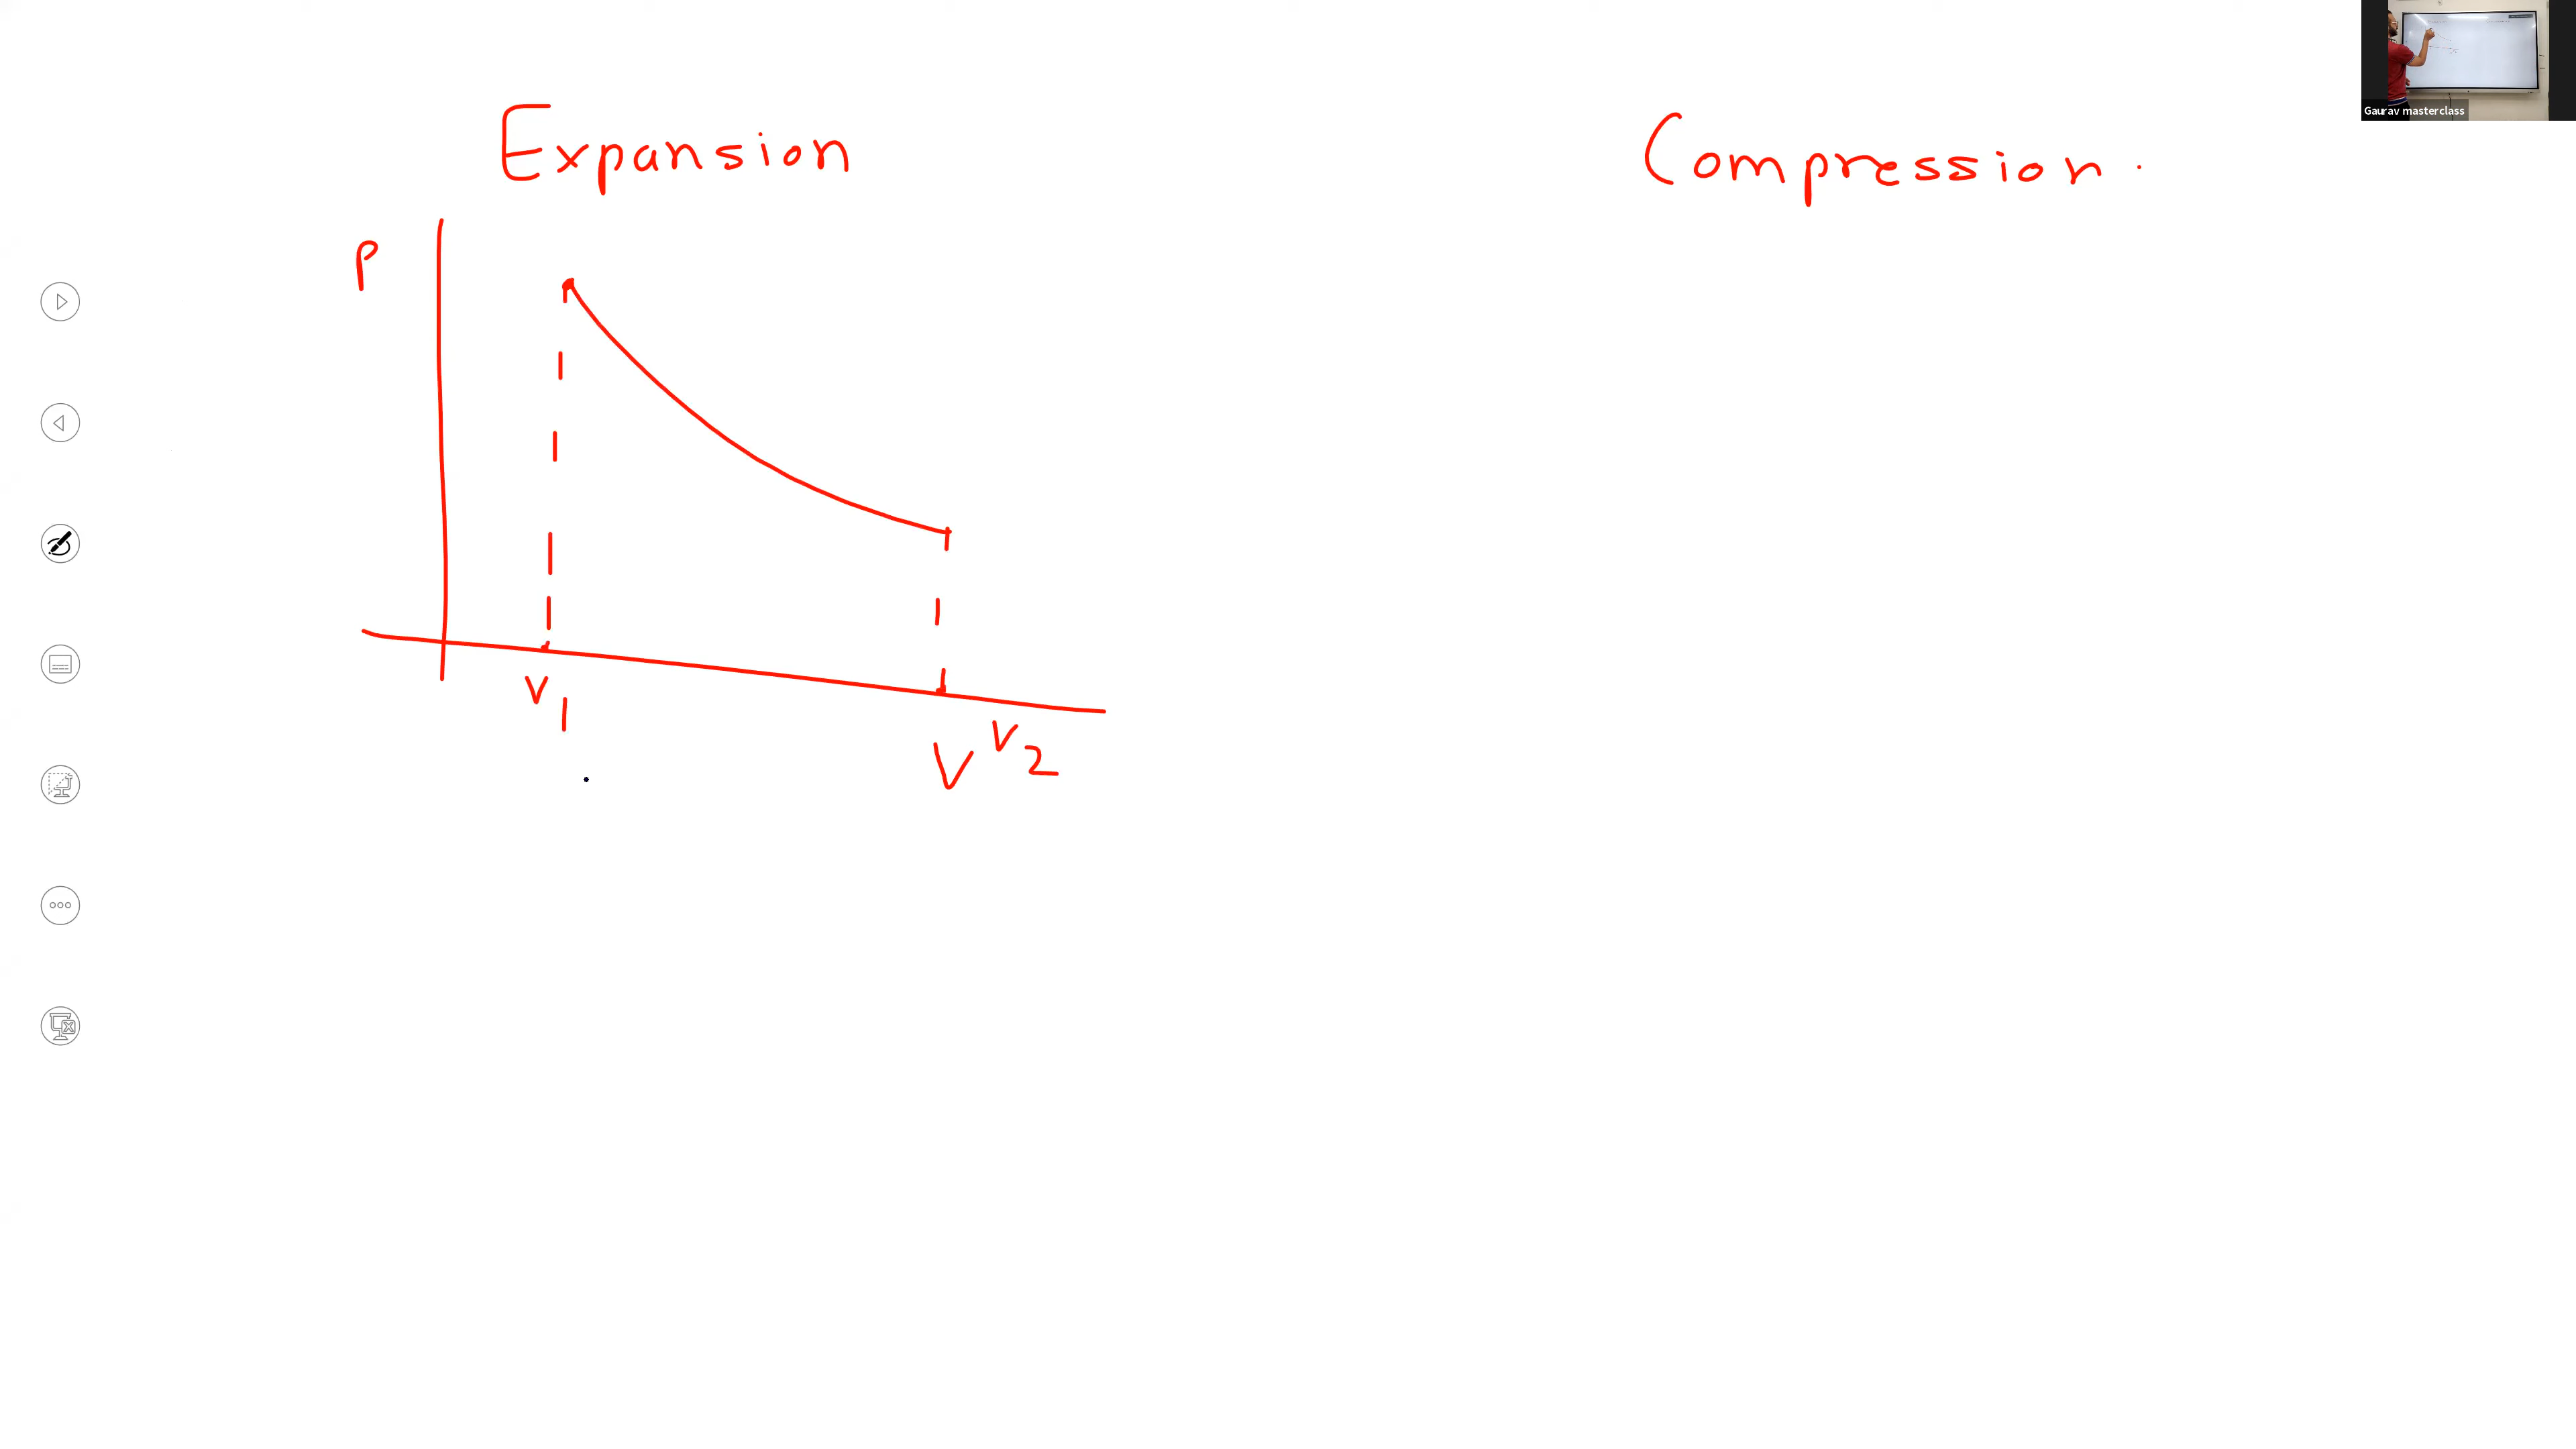 Gaurav masterclass
Expansion
Compression.
P
V1
V V2